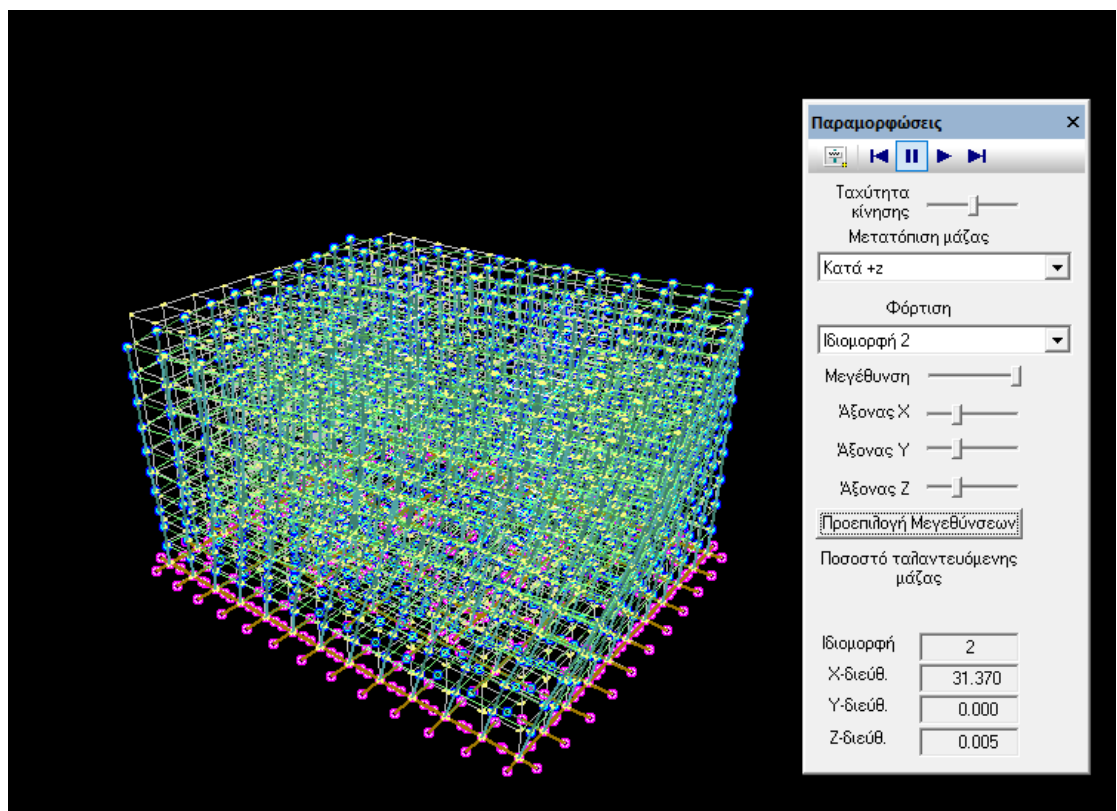 Παραμορφώσεις
Ταχύτητα
κίνησης
Μετατόπιση μάζας
Κατά +z
Φόρτιση
Ιδιομορφή 2
Μεγέθυνση
Άξονας X
Άξονας Y
Άξονας Z
Προεπιλογή Μεγεθύνσεων
Ποσοστό ταλαντευόμενης
μάζας
Ιδιομορφή 2
X-διεύθ. 31.370
Y-διεύθ. 0.000
Z-διεύθ. 0.005